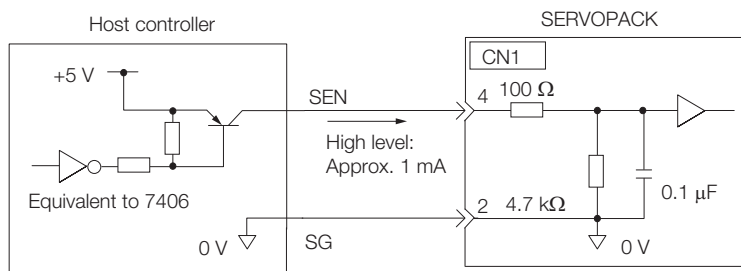 Host controller
SERVOPACK
+5 V
CN1
SEN
4
100 Ω
High level:
Approx. 1 mA
Equivalent to 7406
0.1 μF
2
4.7 kΩ
0 V
SG
0 V